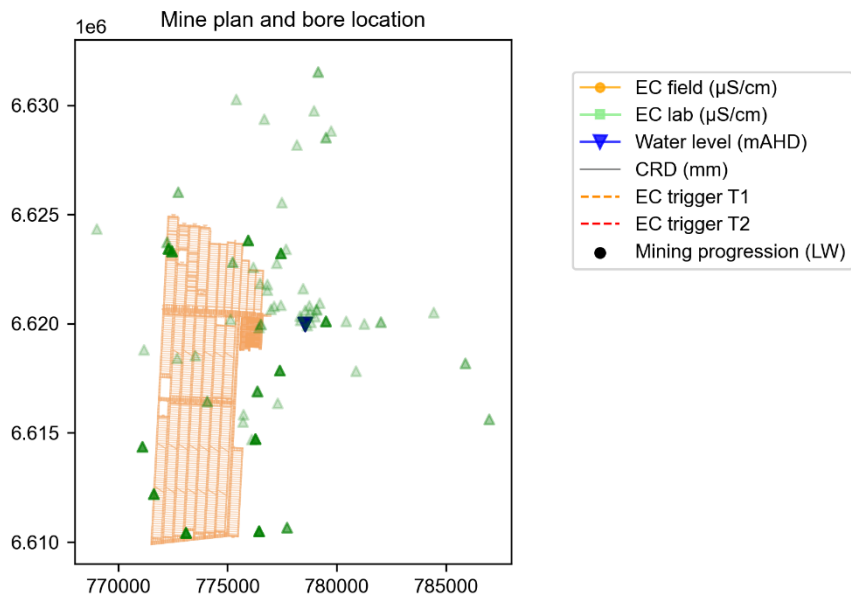 Mine plan and bore location
1e6
6.630
6.625
6.620
6.615
6.610
770000 775000 780000 785000
EC field (µS/cm)
EC lab (µS/cm)
Water level (mAHD)
CRD (mm)
EC trigger T1
EC trigger T2
Mining progression (LW)